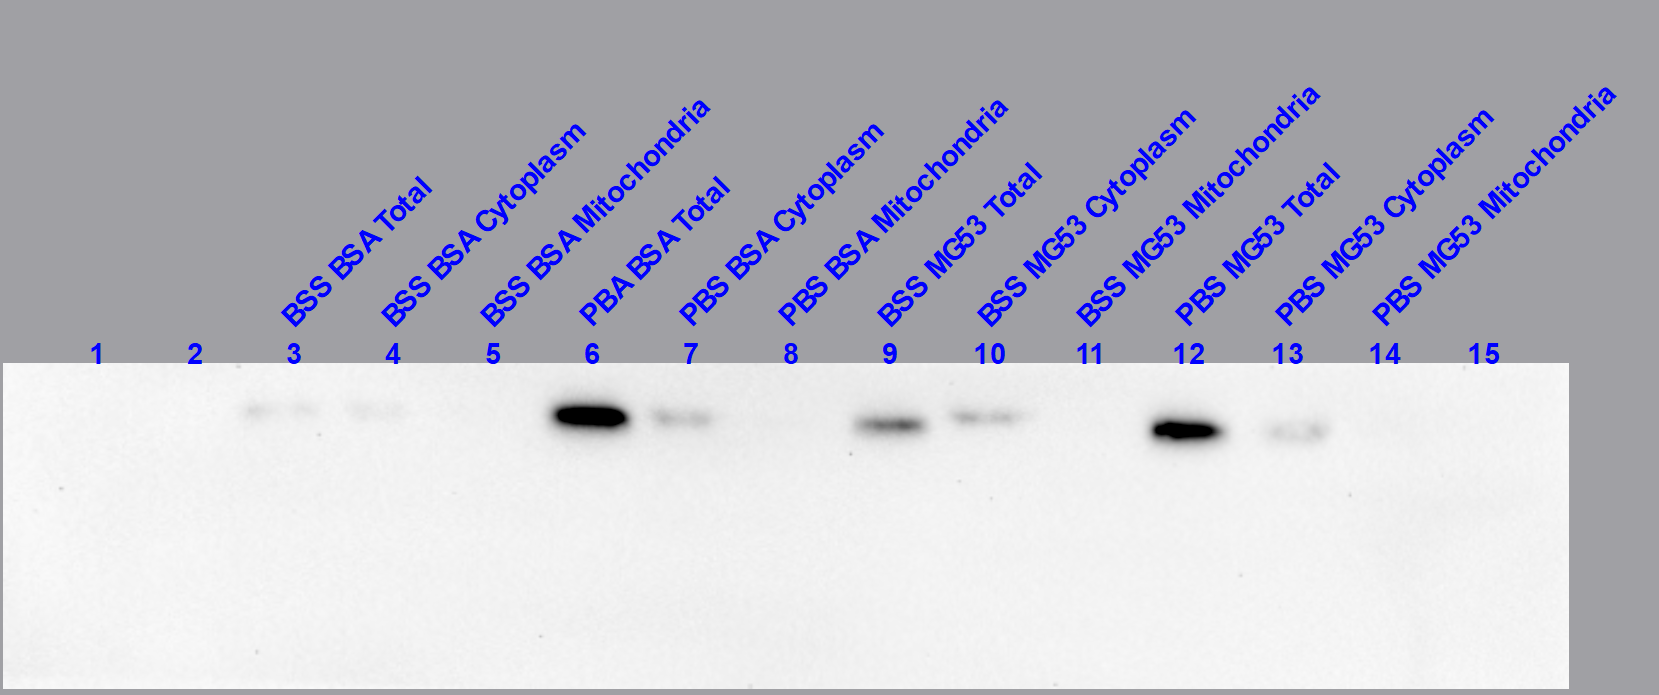 BSS BSA Total
BSS BSA Cytoplasm
BSS BSA Mitochondria
PBA BSA Total
PBS BSA Cytoplasm
PBS BSA Mitochondria
BSS MG53 Total
BSS MG53 Cytoplasm
BSS MG53 Mitochondria
PBS MG53 Total
PBS MG53 Cytoplasm
PBS MG53 Mitochondria
1 2 3 4 5 6 7 8 9 10 11 12 13 14 15